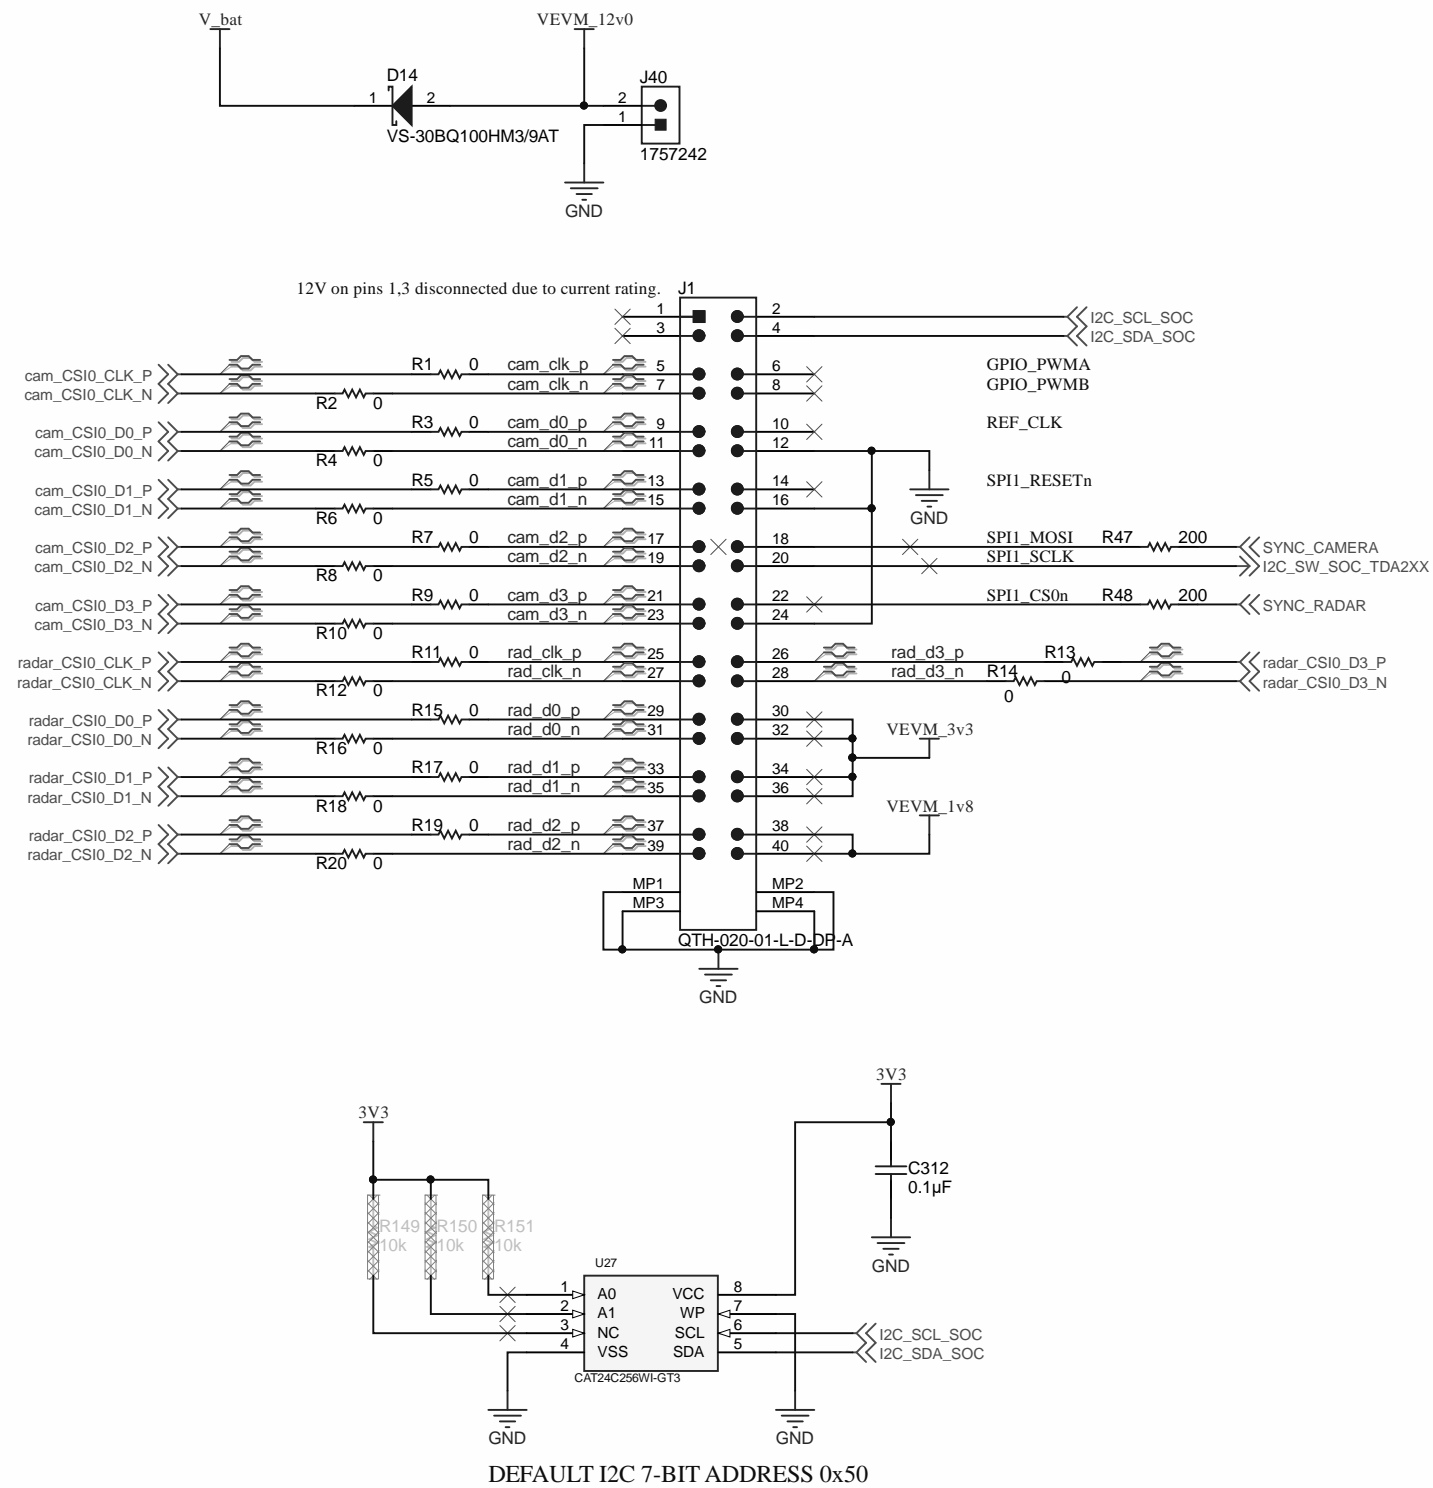 V_bat
VEVM_12v0
D14
J40
1 2 2
1
VS-30BQ100HM3/9AT
1757242
GND
12V on pins 1,3 disconnected due to current rating. J1
1 2 I2C_SCL_SOC
3 4 I2C_SDA_SOC
cam_CSI0_CLK_P R1 0 cam_clk_p 5 6 GPIO_PWMA
cam_CSI0_CLK_N R2 0 cam_clk_n 7 8 GPIO_PWMB
cam_CSI0_D0_P R3 0 cam_d0_p 9 10 REF_CLK
cam_CSI0_D0_N R4 0 cam_d0_n 11 12
cam_CSI0_D1_P R5 0 cam_d1_p 13 14 SPI1_RESETn
cam_CSI0_D1_N R6 0 cam_d1_n 15 16
GND
cam_CSI0_D2_P R7 0 cam_d2_p 17 18 SPI1_MOSI R47 200 SYNC_CAMERA
cam_CSI0_D2_N R8 0 cam_d2_n 19 20 SPI1_SCLK I2C_SW_SOC_TDA2XX
cam_CSI0_D3_P R9 0 cam_d3_p 21 22 SPI1_CS0n R48 200 SYNC_RADAR
cam_CSI0_D3_N R10 0 cam_d3_n 23 24
radar_CSI0_CLK_P R11 0 rad_clk_p 25 26 rad_d3_p R13 0 radar_CSI0_D3_P
radar_CSI0_CLK_N R12 0 rad_clk_n 27 28 rad_d3_n R14 0 radar_CSI0_D3_N
radar_CSI0_D0_P R15 0 rad_d0_p 29 30
radar_CSI0_D0_N R16 0 rad_d0_n 31 32 VEVM_3v3
radar_CSI0_D1_P R17 0 rad_d1_p 33 34
radar_CSI0_D1_N R18 0 rad_d1_n 35 36
VEVM_1v8
radar_CSI0_D2_P R19 0 rad_d2_p 37 38
radar_CSI0_D2_N R20 0 rad_d2_n 39 40
MP1 MP2
MP3 MP4
QTH-020-01-L-D-DP-A
GND
3V3
3V3
C312
0.1µF
R149 R150 R151
10k 10k 10k
GND
U27
1 A0 VCC 8
2 A1 WP 7
3 NC SCL 6 I2C_SCL_SOC
4 VSS SDA 5 I2C_SDA_SOC
CAT24C256WI-GT3
GND
GND
DEFAULT I2C 7-BIT ADDRESS 0x50